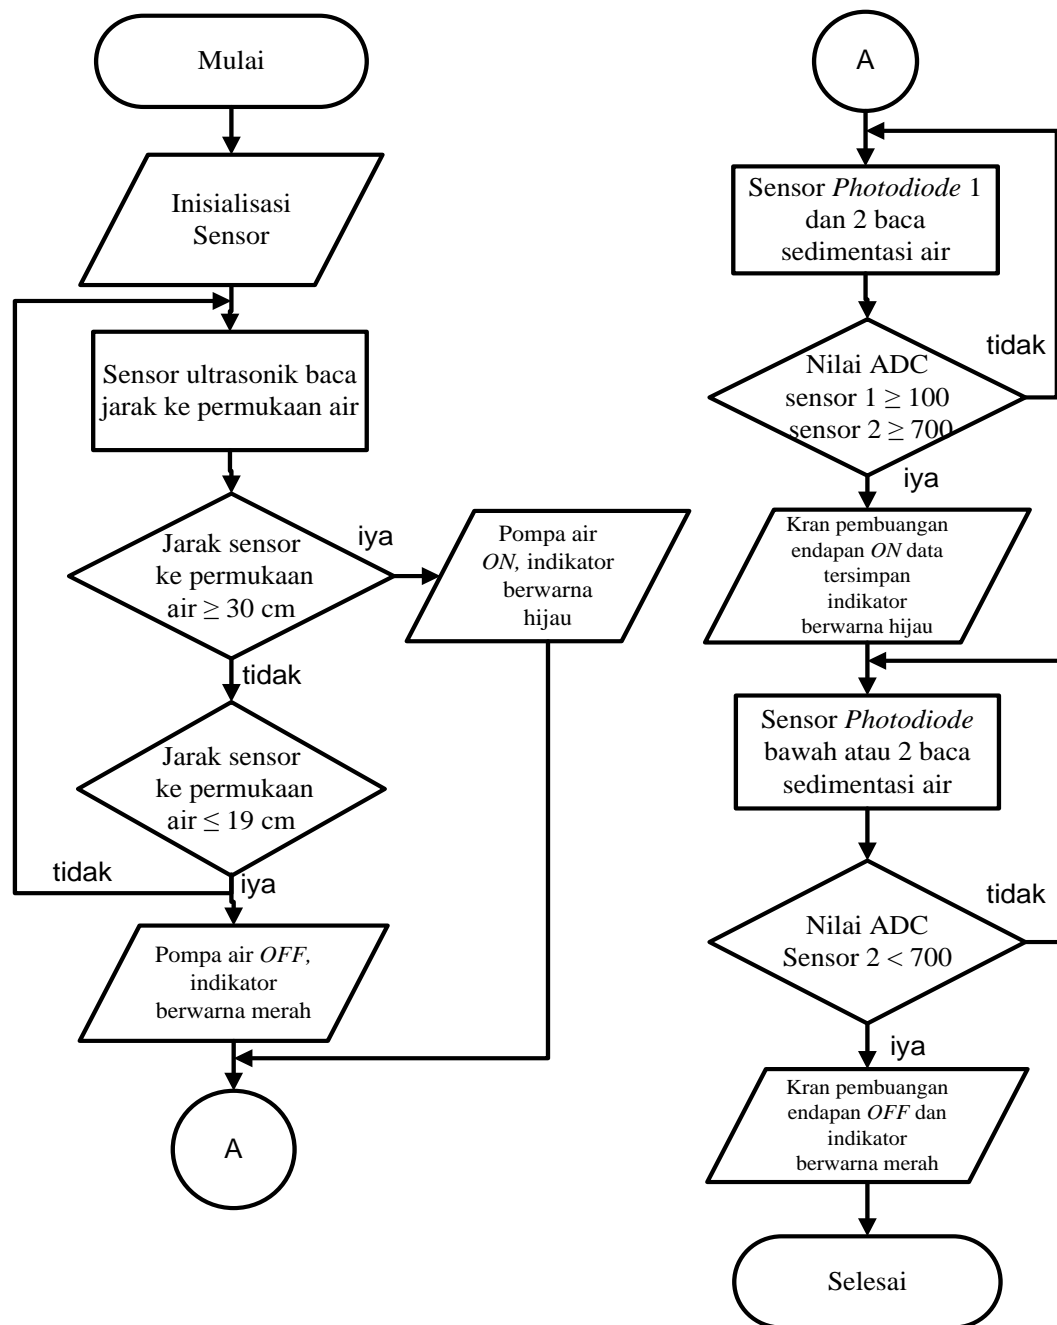 Mulai
Inisialisasi
Sensor
Sensor ultrasonik baca
jarak ke permukaan air
Jarak sensor
ke permukaan
air ≥ 30 cm
iya
Pompa air
ON, indikator
berwarna
hijau
tidak
Jarak sensor
ke permukaan
air ≤ 19 cm
tidak
iya
Pompa air OFF,
indikator
berwarna merah
A
A
Sensor Photodiode 1
dan 2 baca
sedimentasi air
Nilai ADC
sensor 1 ≥ 100
sensor 2 ≥ 700
tidak
iya
Kran pembuangan
endapan ON data
tersimpan
indikator
berwarna hijau
Sensor Photodiode
bawah atau 2 baca
sedimentasi air
Nilai ADC
Sensor 2 < 700
tidak
iya
Kran pembuangan
endapan OFF dan
indikator
berwarna merah
Selesai